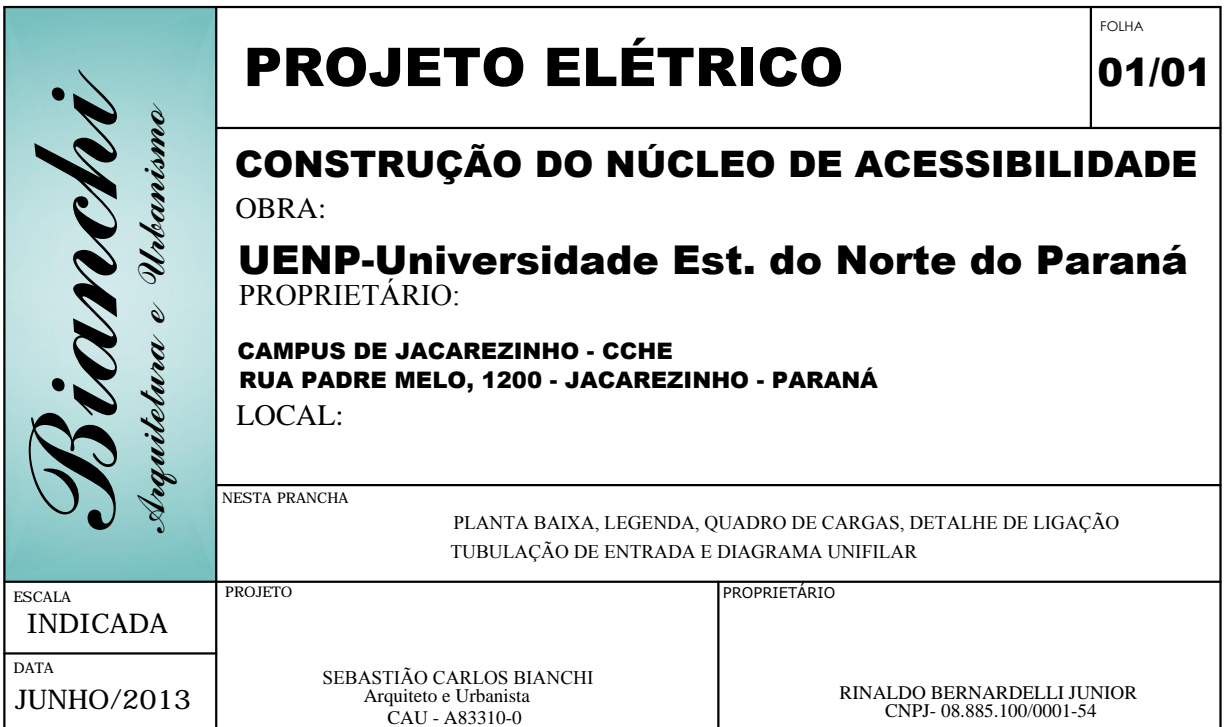 Bianchi
Arquitetura e Urbanismo
PROJETO ELÉTRICO
FOLHA
01/01
CONSTRUÇÃO DO NÚCLEO DE ACESSIBILIDADE
OBRA:
UENP-Universidade Est. do Norte do Paraná
PROPRIETÁRIO:
CAMPUS DE JACAREZINHO - CCHE
RUA PADRE MELO, 1200 - JACAREZINHO - PARANÁ
LOCAL:
NESTA PRANCHA
PLANTA BAIXA, LEGENDA, QUADRO DE CARGAS, DETALHE DE LIGAÇÃO
TUBULAÇÃO DE ENTRADA E DIAGRAMA UNIFILAR
ESCALA
INDICADA
DATA
JUNHO/2013
PROJETO
SEBASTIÃO CARLOS BIANCHI
Arquiteto e Urbanista
CAU - A83310-0
PROPRIETÁRIO
RINALDO BERNARDELLI JUNIOR
CNPJ- 08.885.100/0001-54